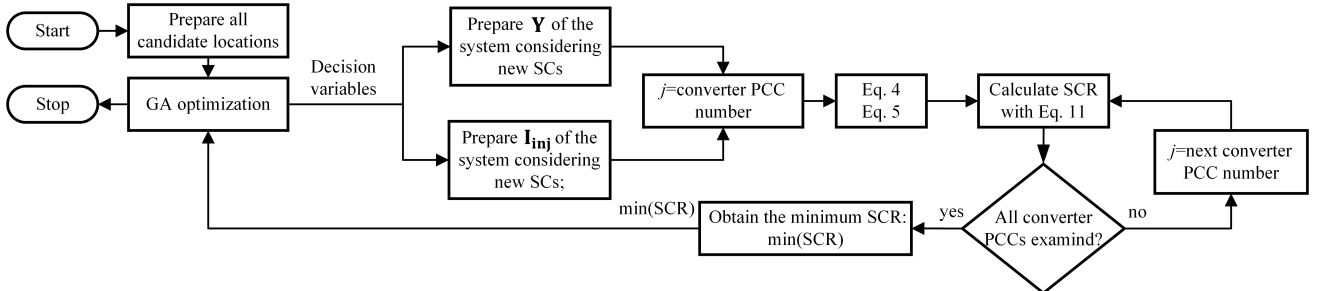 Start
Prepare all
candidate locations
GA optimization
Stop
Decision
variables
Prepare Y of the
system considering
new SCs
Prepare I_inj of the
system considering
new SCs;
j=converter PCC
number
Eq. 4
Eq. 5
Calculate SCR
with Eq. 11
j=next converter
PCC number
All converter
PCCs examind?
yes
no
Obtain the minimum SCR:
min(SCR)
min(SCR)